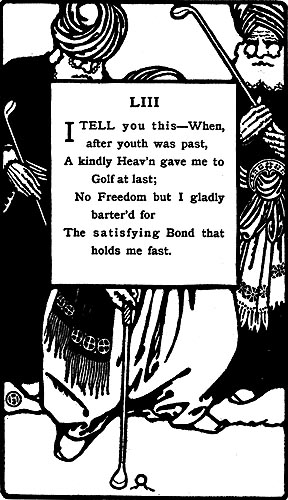 LIII
I TELL you this—When,
after youth was past,
A kindly Heav'n gave me to
Golf at last;
No Freedom but I gladly
barter'd for
The satisfying Bond that
holds me fast.